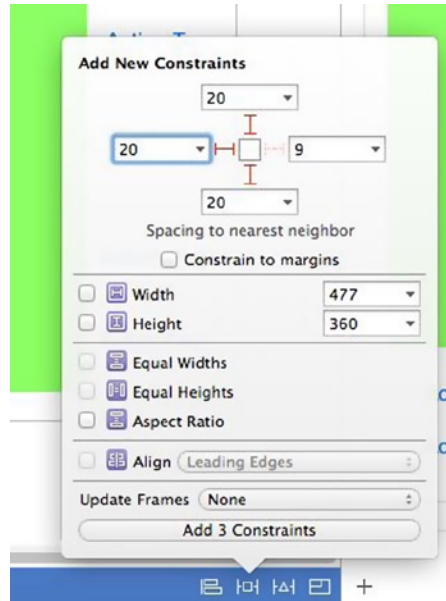 Add New Constraints
20
20 9
20
Spacing to nearest neighbor
Constrain to margins
Width 477
Height 360
Equal Widths
Equal Heights
Aspect Ratio
Align Leading Edges
Update Frames None
Add 3 Constraints